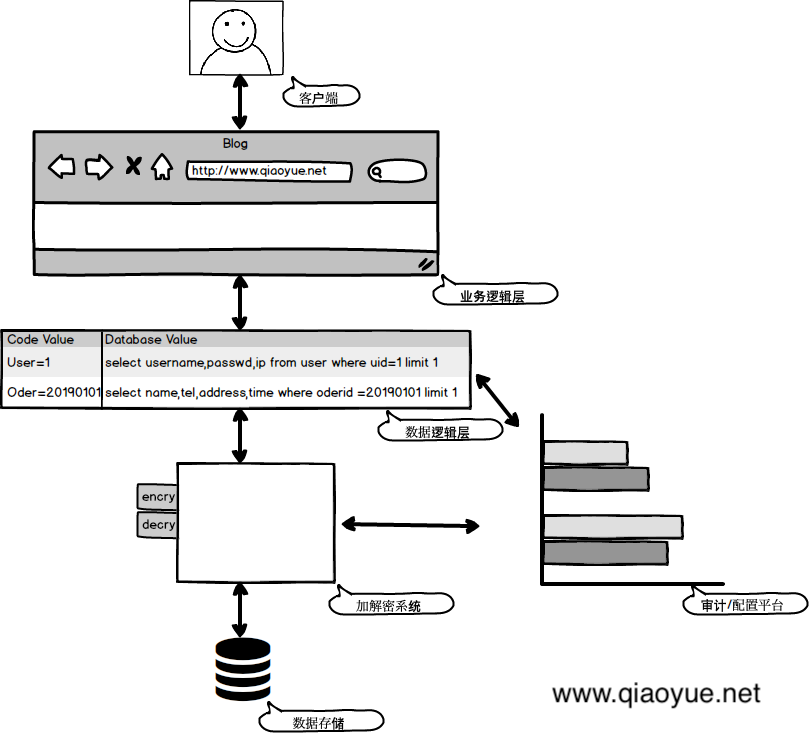 客户端
Blog
http://www.qiaoyue.net
业务逻辑层
Code Value Database Value
User=1 select username,passwd,ip from user where uid=1 limit 1
Oder=20190101 select name,tel,address,time where oderid =20190101 limit 1
数据逻辑层
encry
decry
加解密系统
审计/配置平台
数据存储
www.qiaoyue.net